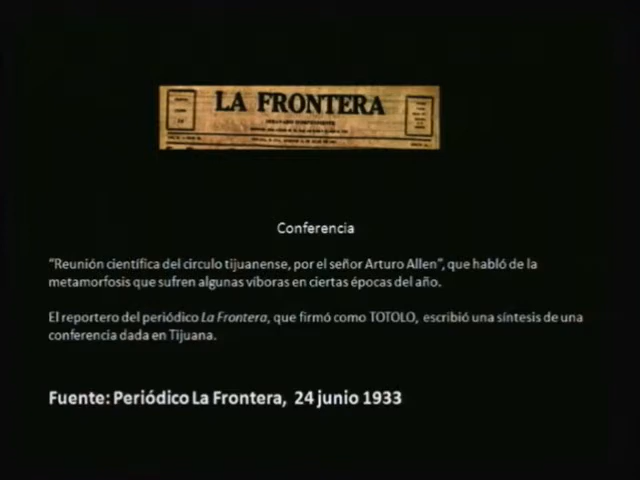 LA FRONTERA
Conferencia
"Reunión científica del circulo tijuanense, por el señor Arturo Allen", que habló de la
metamorfosis que sufren algunas víboras en ciertas épocas del año.
El reportero del periódico La Frontera, que firmó como TOTOLO, escribió una síntesis de una
conferencia dada en Tijuana.
Fuente: Periódico La Frontera, 24 junio 1933